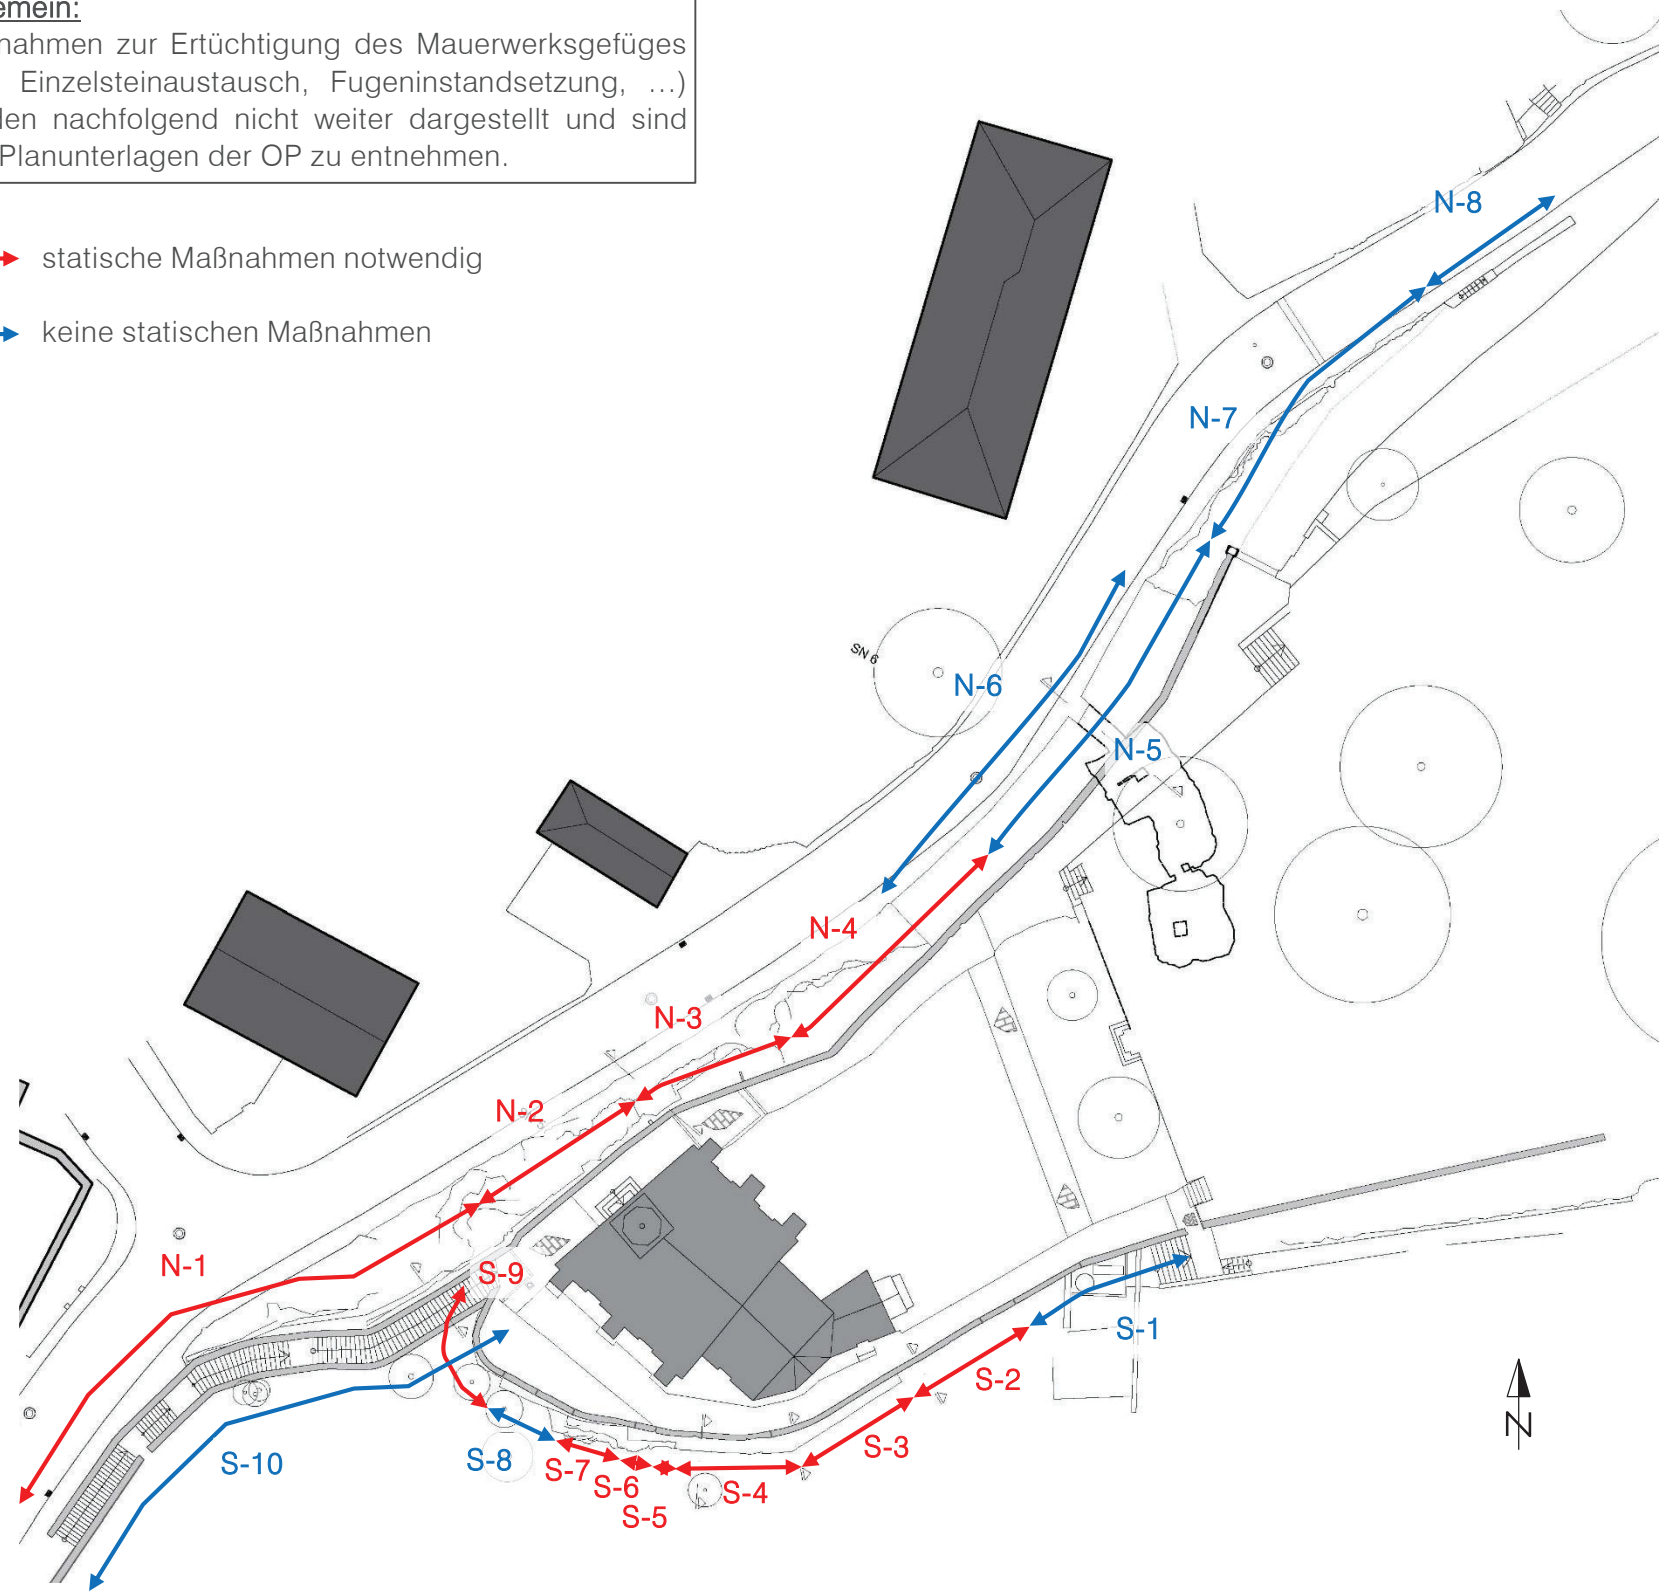 emein:
nahmen zur Ertüchtigung des Mauerwerksgefüges
Einzelsteinaustausch, Fugeninstandsetzung, ...)
len nachfolgend nicht weiter dargestellt und sind
Planunterlagen der OP zu entnehmen.
statische Maßnahmen notwendig
keine statischen Maßnahmen
N-8
N-7
SN 6
N-6
N-5
N-4
N-3
N-2
N-1
S-9
S-1
S-2
S-3
S-10
S-8
S-7
S-6
S-4
S-5
N